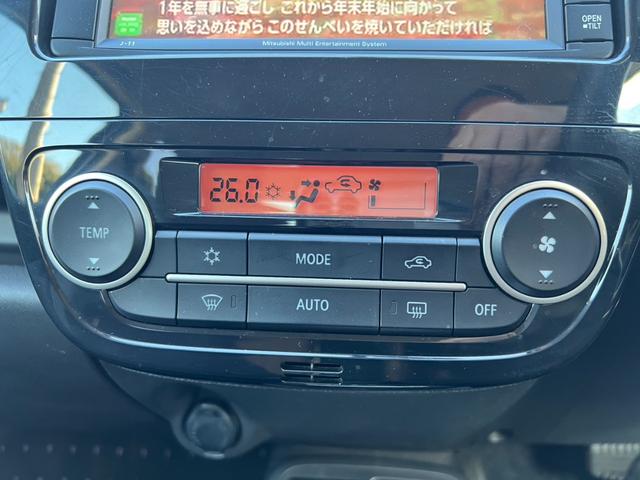 1年を無事に過ごし これから年末年始に向かって
思いを込めながら このせんべいを焼いていただければ
J-11
Mitsubishi Multi Entertainment System
OPEN
TILT
26.0
TEMP
MODE
AUTO
OFF